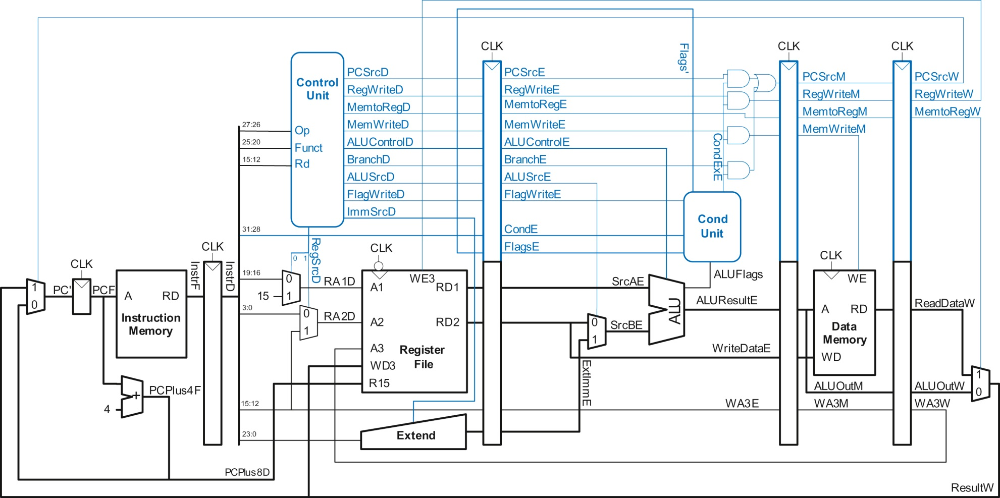 CLK
CLK
CLK
Flags'
Control
Unit
Op
Funct
Rd
27:26
25:20
15:12
31:28
PCSrcD
RegWriteD
MemtoRegD
MemWriteD
ALUControlD
BranchD
ALUSrcD
FlagWriteD
ImmSrcD
PCSrcE
RegWriteE
MemtoRegE
MemWriteE
ALUControlE
BranchE
ALUSrcE
FlagWriteE
CondE
FlagsE
CondExE
Cond
Unit
PCSrcM
RegWriteM
MemtoRegM
MemWriteM
PCSrcW
RegWriteW
MemtoRegW
1
0
PC'
CLK
PCF
A
RD
Instruction
Memory
InstrF
CLK
InstrD
4
+
PCPlus4F
RegSrcD
0 1
19:16
15
0
1
3:0
0
1
RA1D
RA2D
15:12
23:0
PCPlus8D
CLK
WE3
A1
RD1
A2
RD2
A3
WD3
R15
Register
File
Extend
ExtImmE
0
1
SrcAE
SrcBE
ALU
ALUFlags
ALUResultE
WriteDataE
WA3E
CLK
WE
A
RD
Data
Memory
WD
ALUOutM
WA3M
ReadDataW
ALUOutW
WA3W
1
0
ResultW